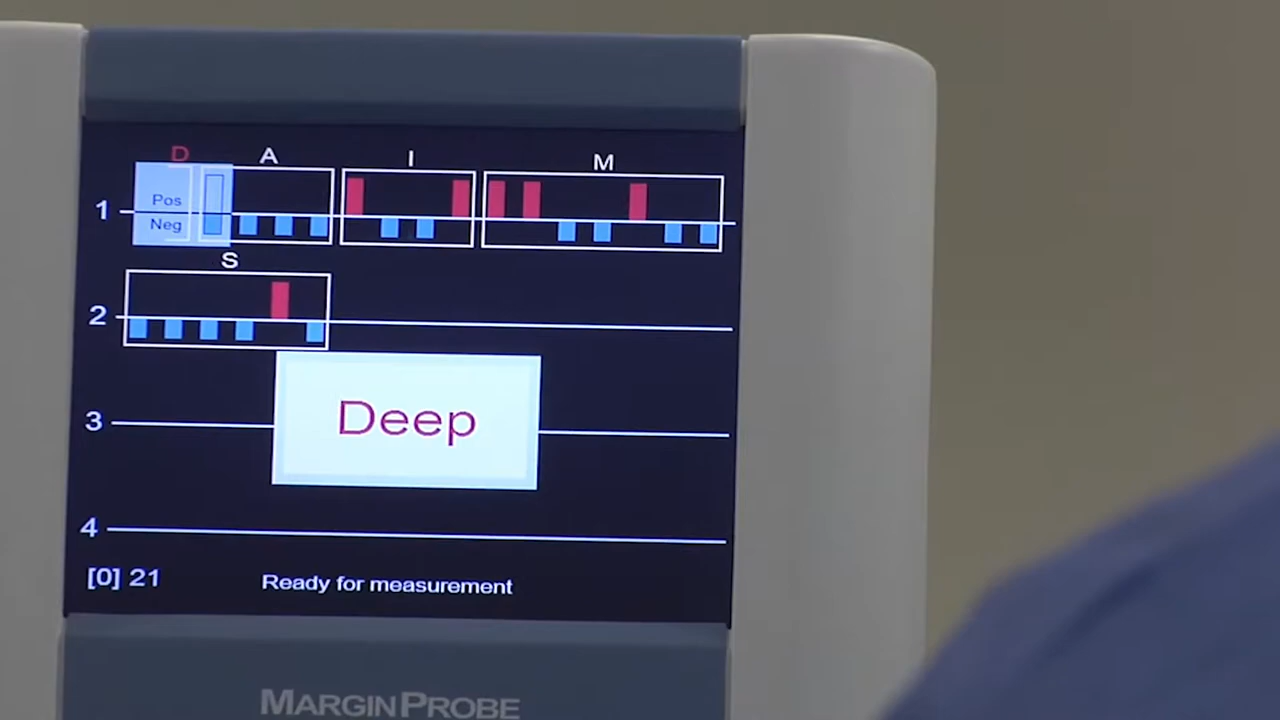 D A I M
Pos
1
Neg
S
2
Deep
3
4
[0] 21 Ready for measurement
MARGINPROBE